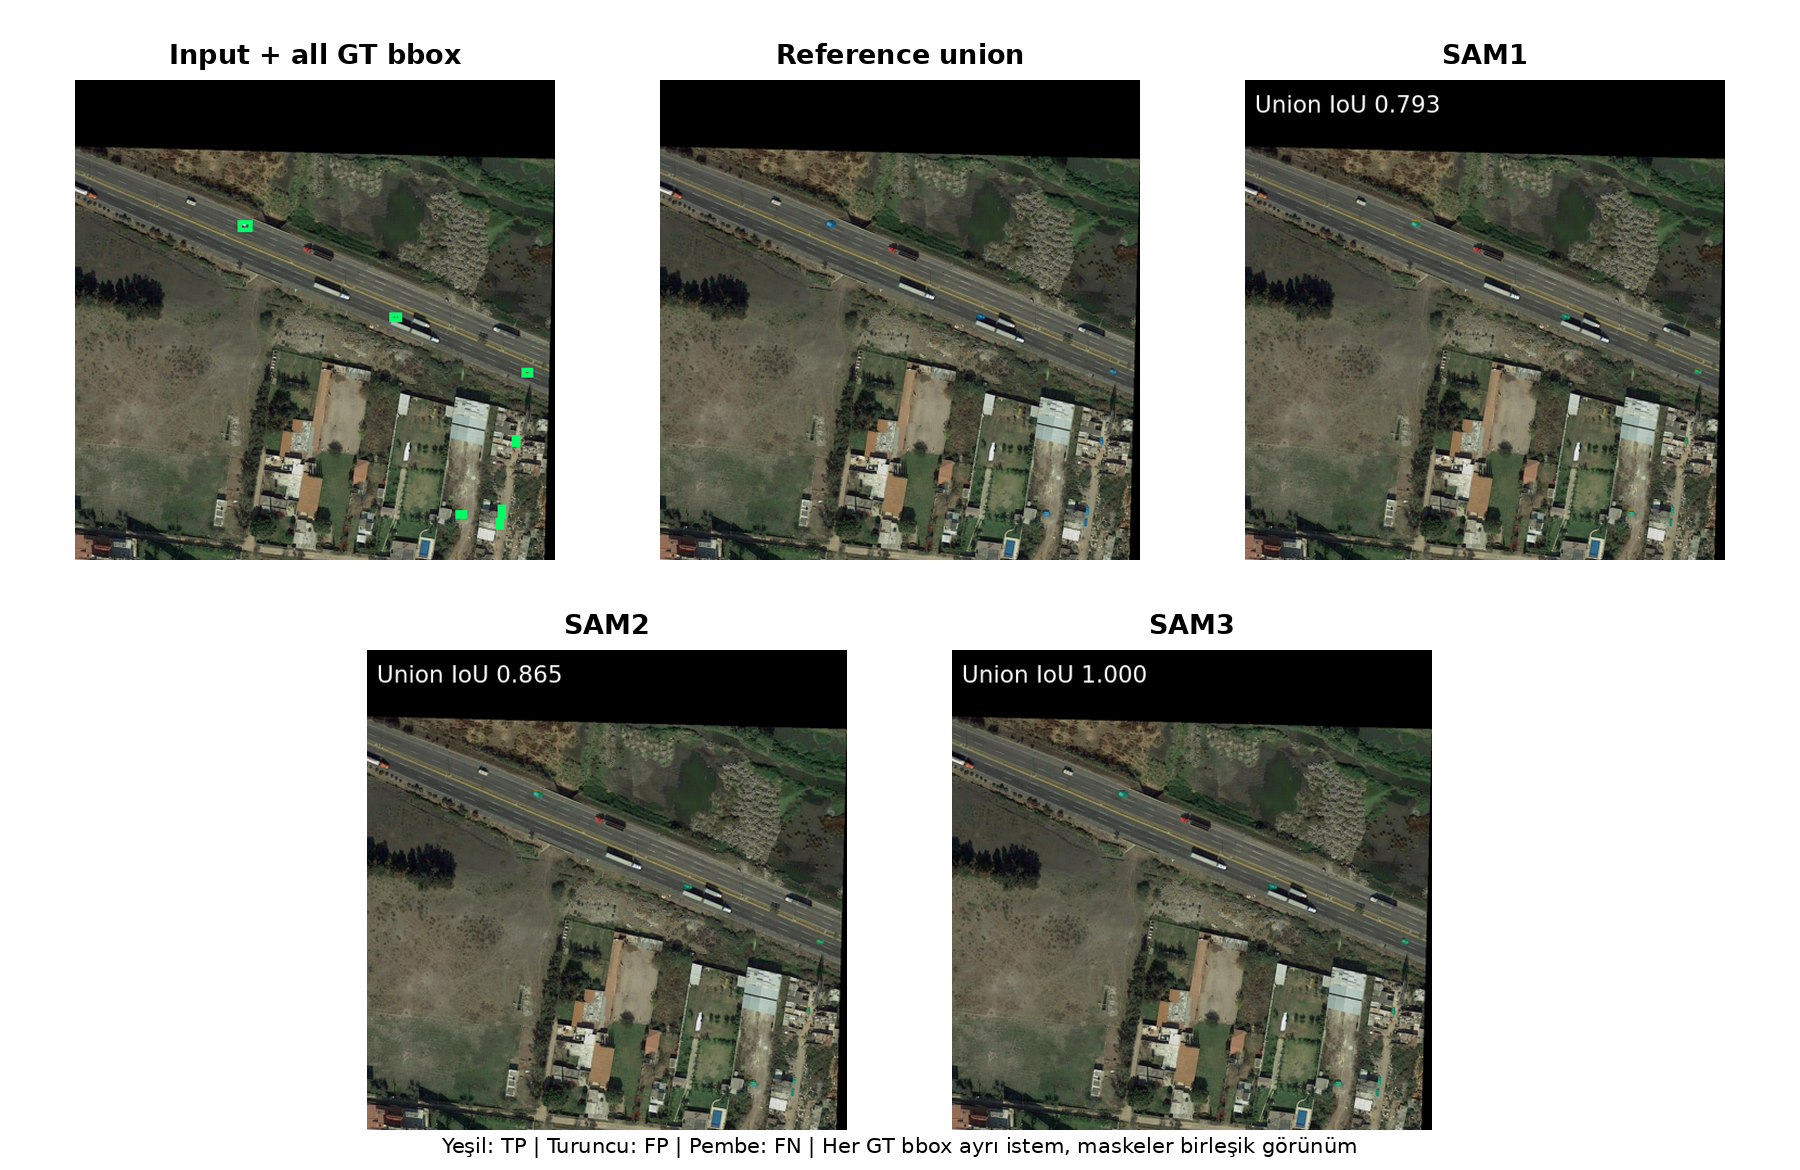 Input + all GT bbox
Reference union
SAM1
Union IoU 0.793
SAM2
SAM3
Union IoU 0.865
Union IoU 1.000
Yeşil: TP | Turuncu: FP | Pembe: FN | Her GT bbox ayrı istem, maskeler birleşik görünüm